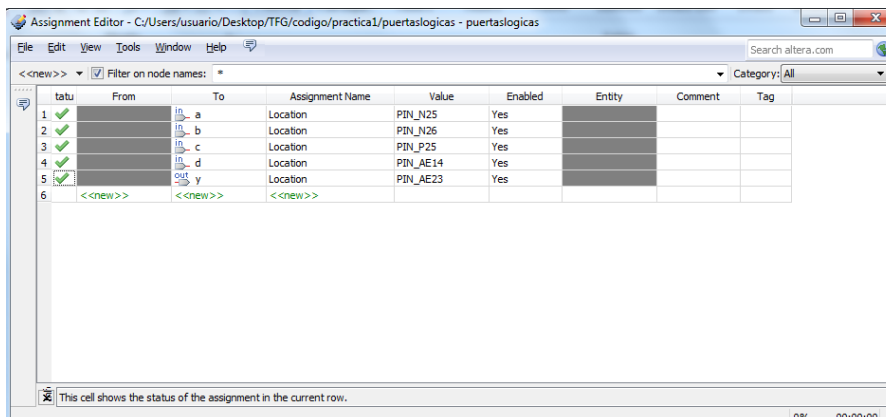 Assignment Editor - C:/Users/usuario/Desktop/TFG/codigo/practica1/puertaslogicas - puertaslogicas
File Edit View Tools Window Help Search altera.com
<<new>> Filter on node names: * Category: All
tatu From To Assignment Name Value Enabled Entity Comment Tag
1 in a Location PIN_N25 Yes
2 in b Location PIN_N26 Yes
3 in c Location PIN_P25 Yes
4 in d Location PIN_AE14 Yes
5 out y Location PIN_AE23 Yes
6 <<new>> <<new>> <<new>>
This cell shows the status of the assignment in the current row.
0% 00:00:00